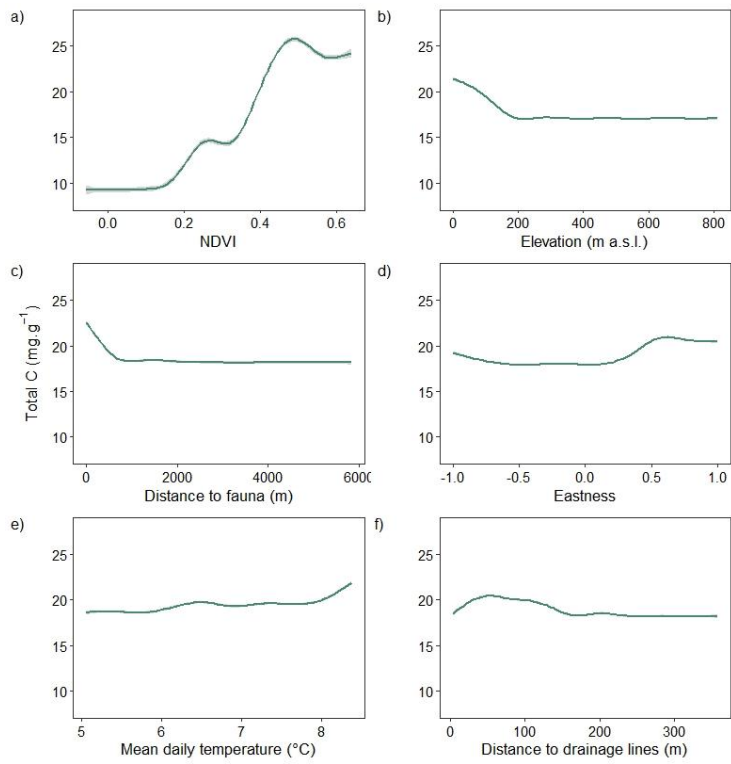 a)
25
20
15
10
0.0 0.2 0.4 0.6
NDVI
b)
25
20
15
10
0 200 400 600 800
Elevation (m a.s.l.)
Total C (mg.g⁻¹)
c)
25
20
15
10
0 2000 4000 6000
Distance to fauna (m)
d)
25
20
15
10
-1.0 -0.5 0.0 0.5 1.0
Eastness
e)
25
20
15
10
5 6 7 8
Mean daily temperature (°C)
f)
25
20
15
10
0 100 200 300
Distance to drainage lines (m)